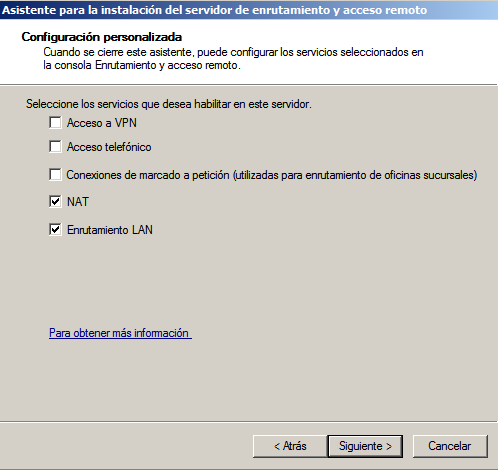 Asistente para la instalación del servidor de enrutamiento y acceso remoto
Configuración personalizada
Cuando se cierre este asistente, puede configurar los servicios seleccionados en
la consola Enrutamiento y acceso remoto.
Seleccione los servicios que desea habilitar en este servidor.
Acceso a VPN
Acceso telefónico
Conexiones de marcado a petición (utilizadas para enrutamiento de oficinas sucursales)
NAT
Enrutamiento LAN
Para obtener más información
< Atrás Siguiente > Cancelar